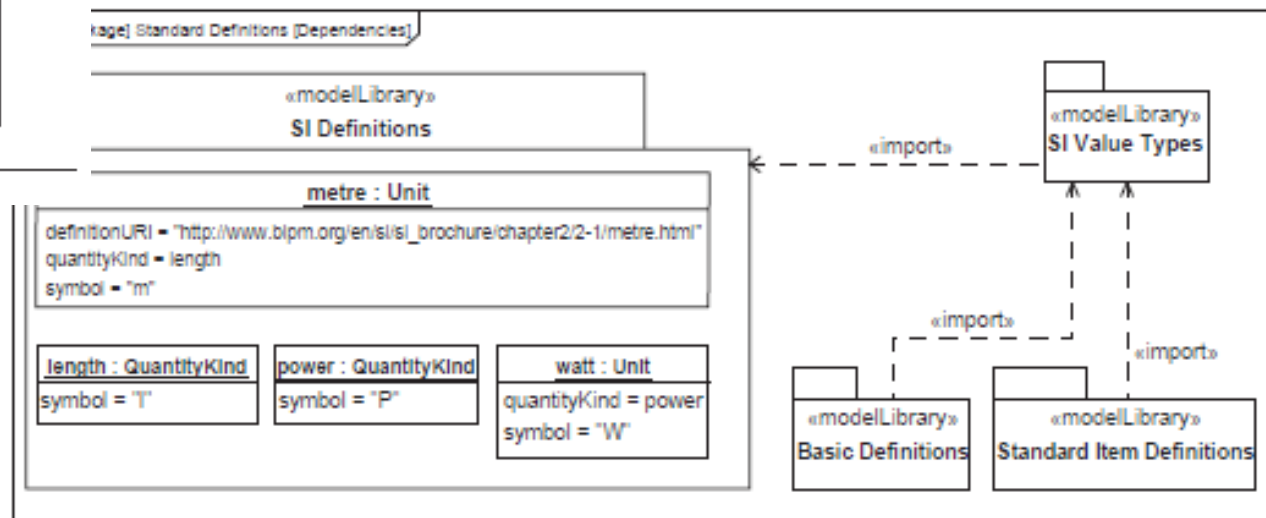 kage] Standard Definitions [Dependencies]
«modelLibrary»
SI Definitions
metre : Unit
definitionURI = "http://www.bipm.org/en/si/si_brochure/chapter2/2-1/metre.html"
quantityKind = length
symbol = "m"
length : QuantityKind
symbol = "l"
power : QuantityKind
symbol = "P"
watt : Unit
quantityKind = power
symbol = "W"
«import»
«modelLibrary»
SI Value Types
«import»
«import»
«modelLibrary»
Basic Definitions
«modelLibrary»
Standard Item Definitions